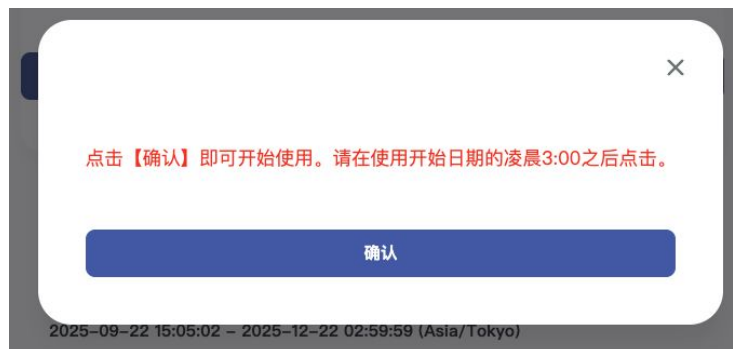 点击【确认】即可开始使用。请在使用开始日期的凌晨3:00之后点击。
确认
2025-09-22 15:05:02 - 2025-12-22 02:59:59 (Asia/Tokyo)